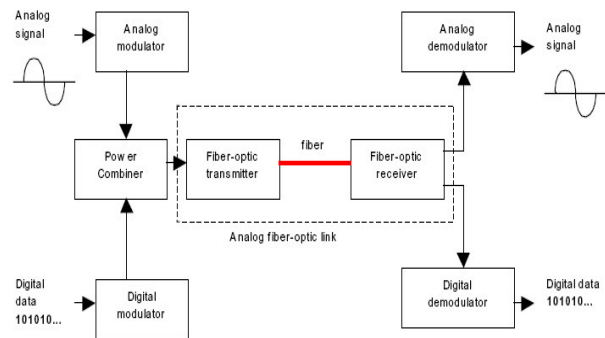 Analog
signal
Analog
modulator
Analog
demodulator
Analog
signal
Power
Combiner
Fiber-optic
transmitter
fiber
Fiber-optic
receiver
Analog fiber-optic link
Digital
data
101010...
Digital
modulator
Digital
demodulator
Digital data
101010...